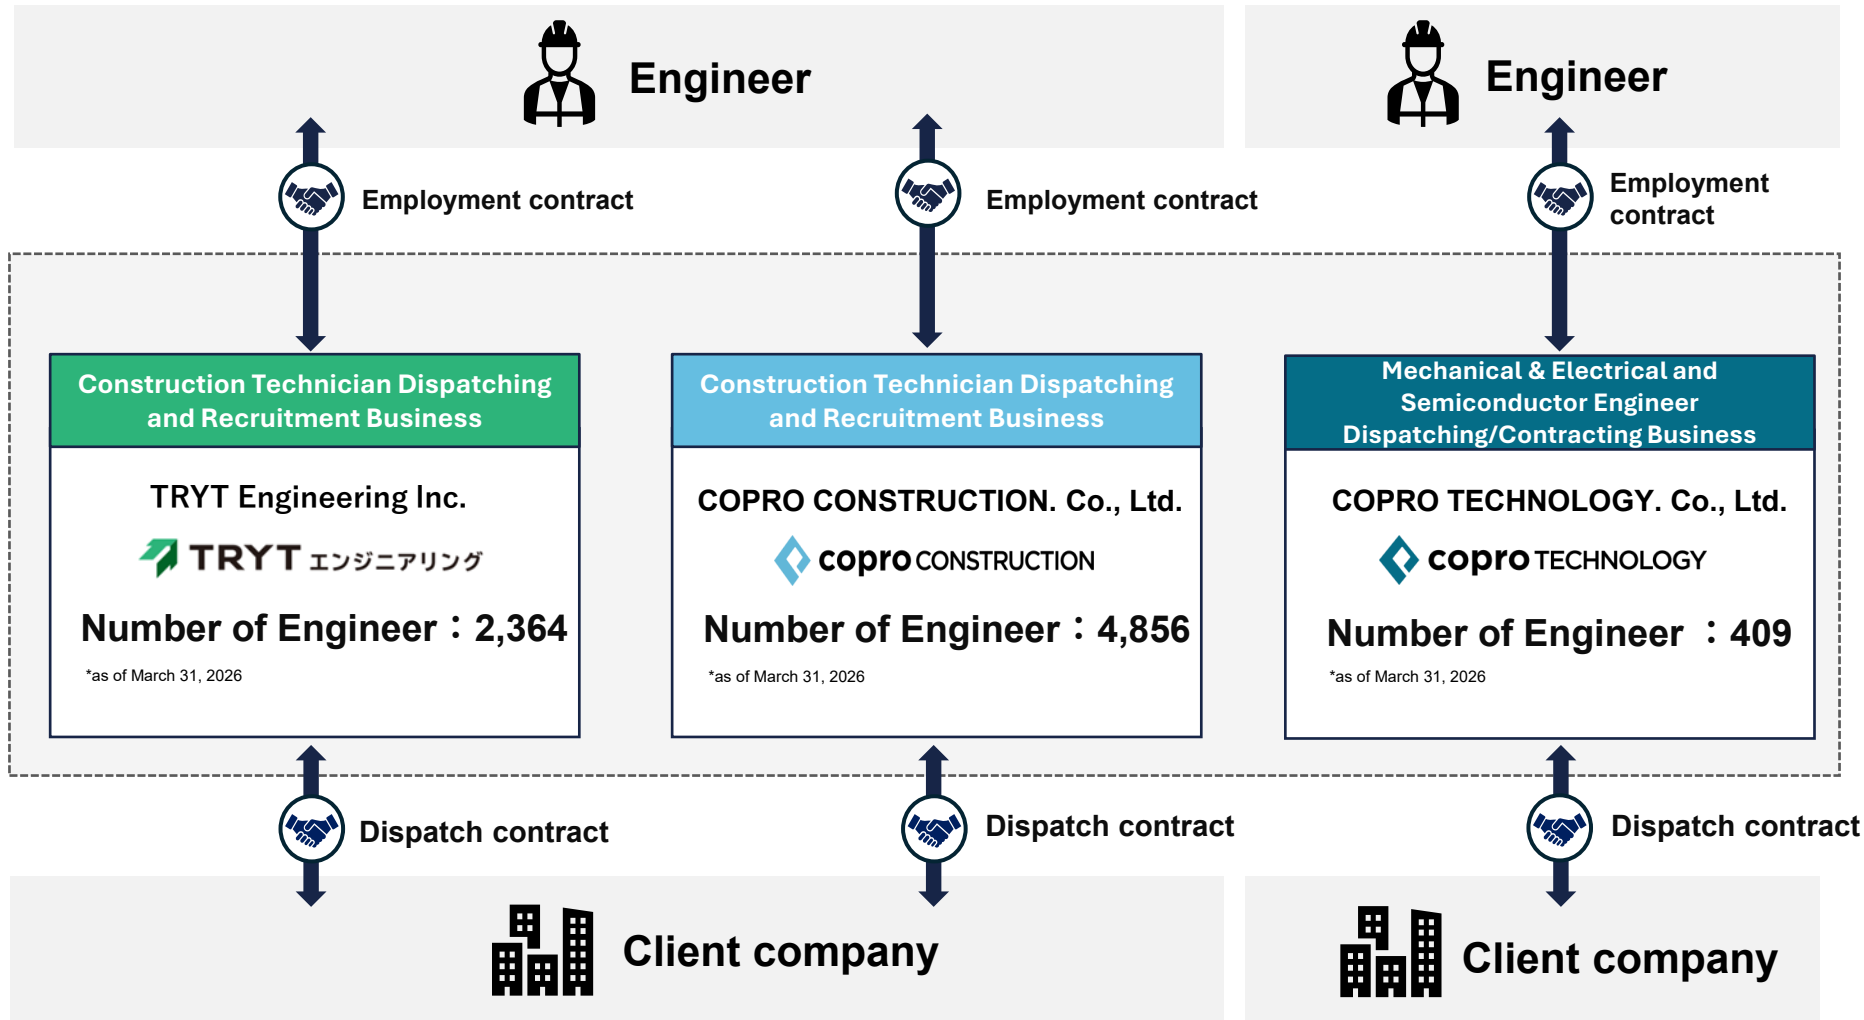 Engineer
Engineer
Employment contract
Employment contract
Employment
contract
Construction Technician Dispatching
and Recruitment Business
TRYT Engineering Inc.
TRYT エンジニアリング
Number of Engineer：2,364
*as of March 31, 2026
Construction Technician Dispatching
and Recruitment Business
COPRO CONSTRUCTION. Co., Ltd.
copro CONSTRUCTION
Number of Engineer：4,856
*as of March 31, 2026
Mechanical & Electrical and
Semiconductor Engineer
Dispatching/Contracting Business
COPRO TECHNOLOGY. Co., Ltd.
copro TECHNOLOGY
Number of Engineer ：409
*as of March 31, 2026
Dispatch contract
Dispatch contract
Dispatch contract
Client company
Client company